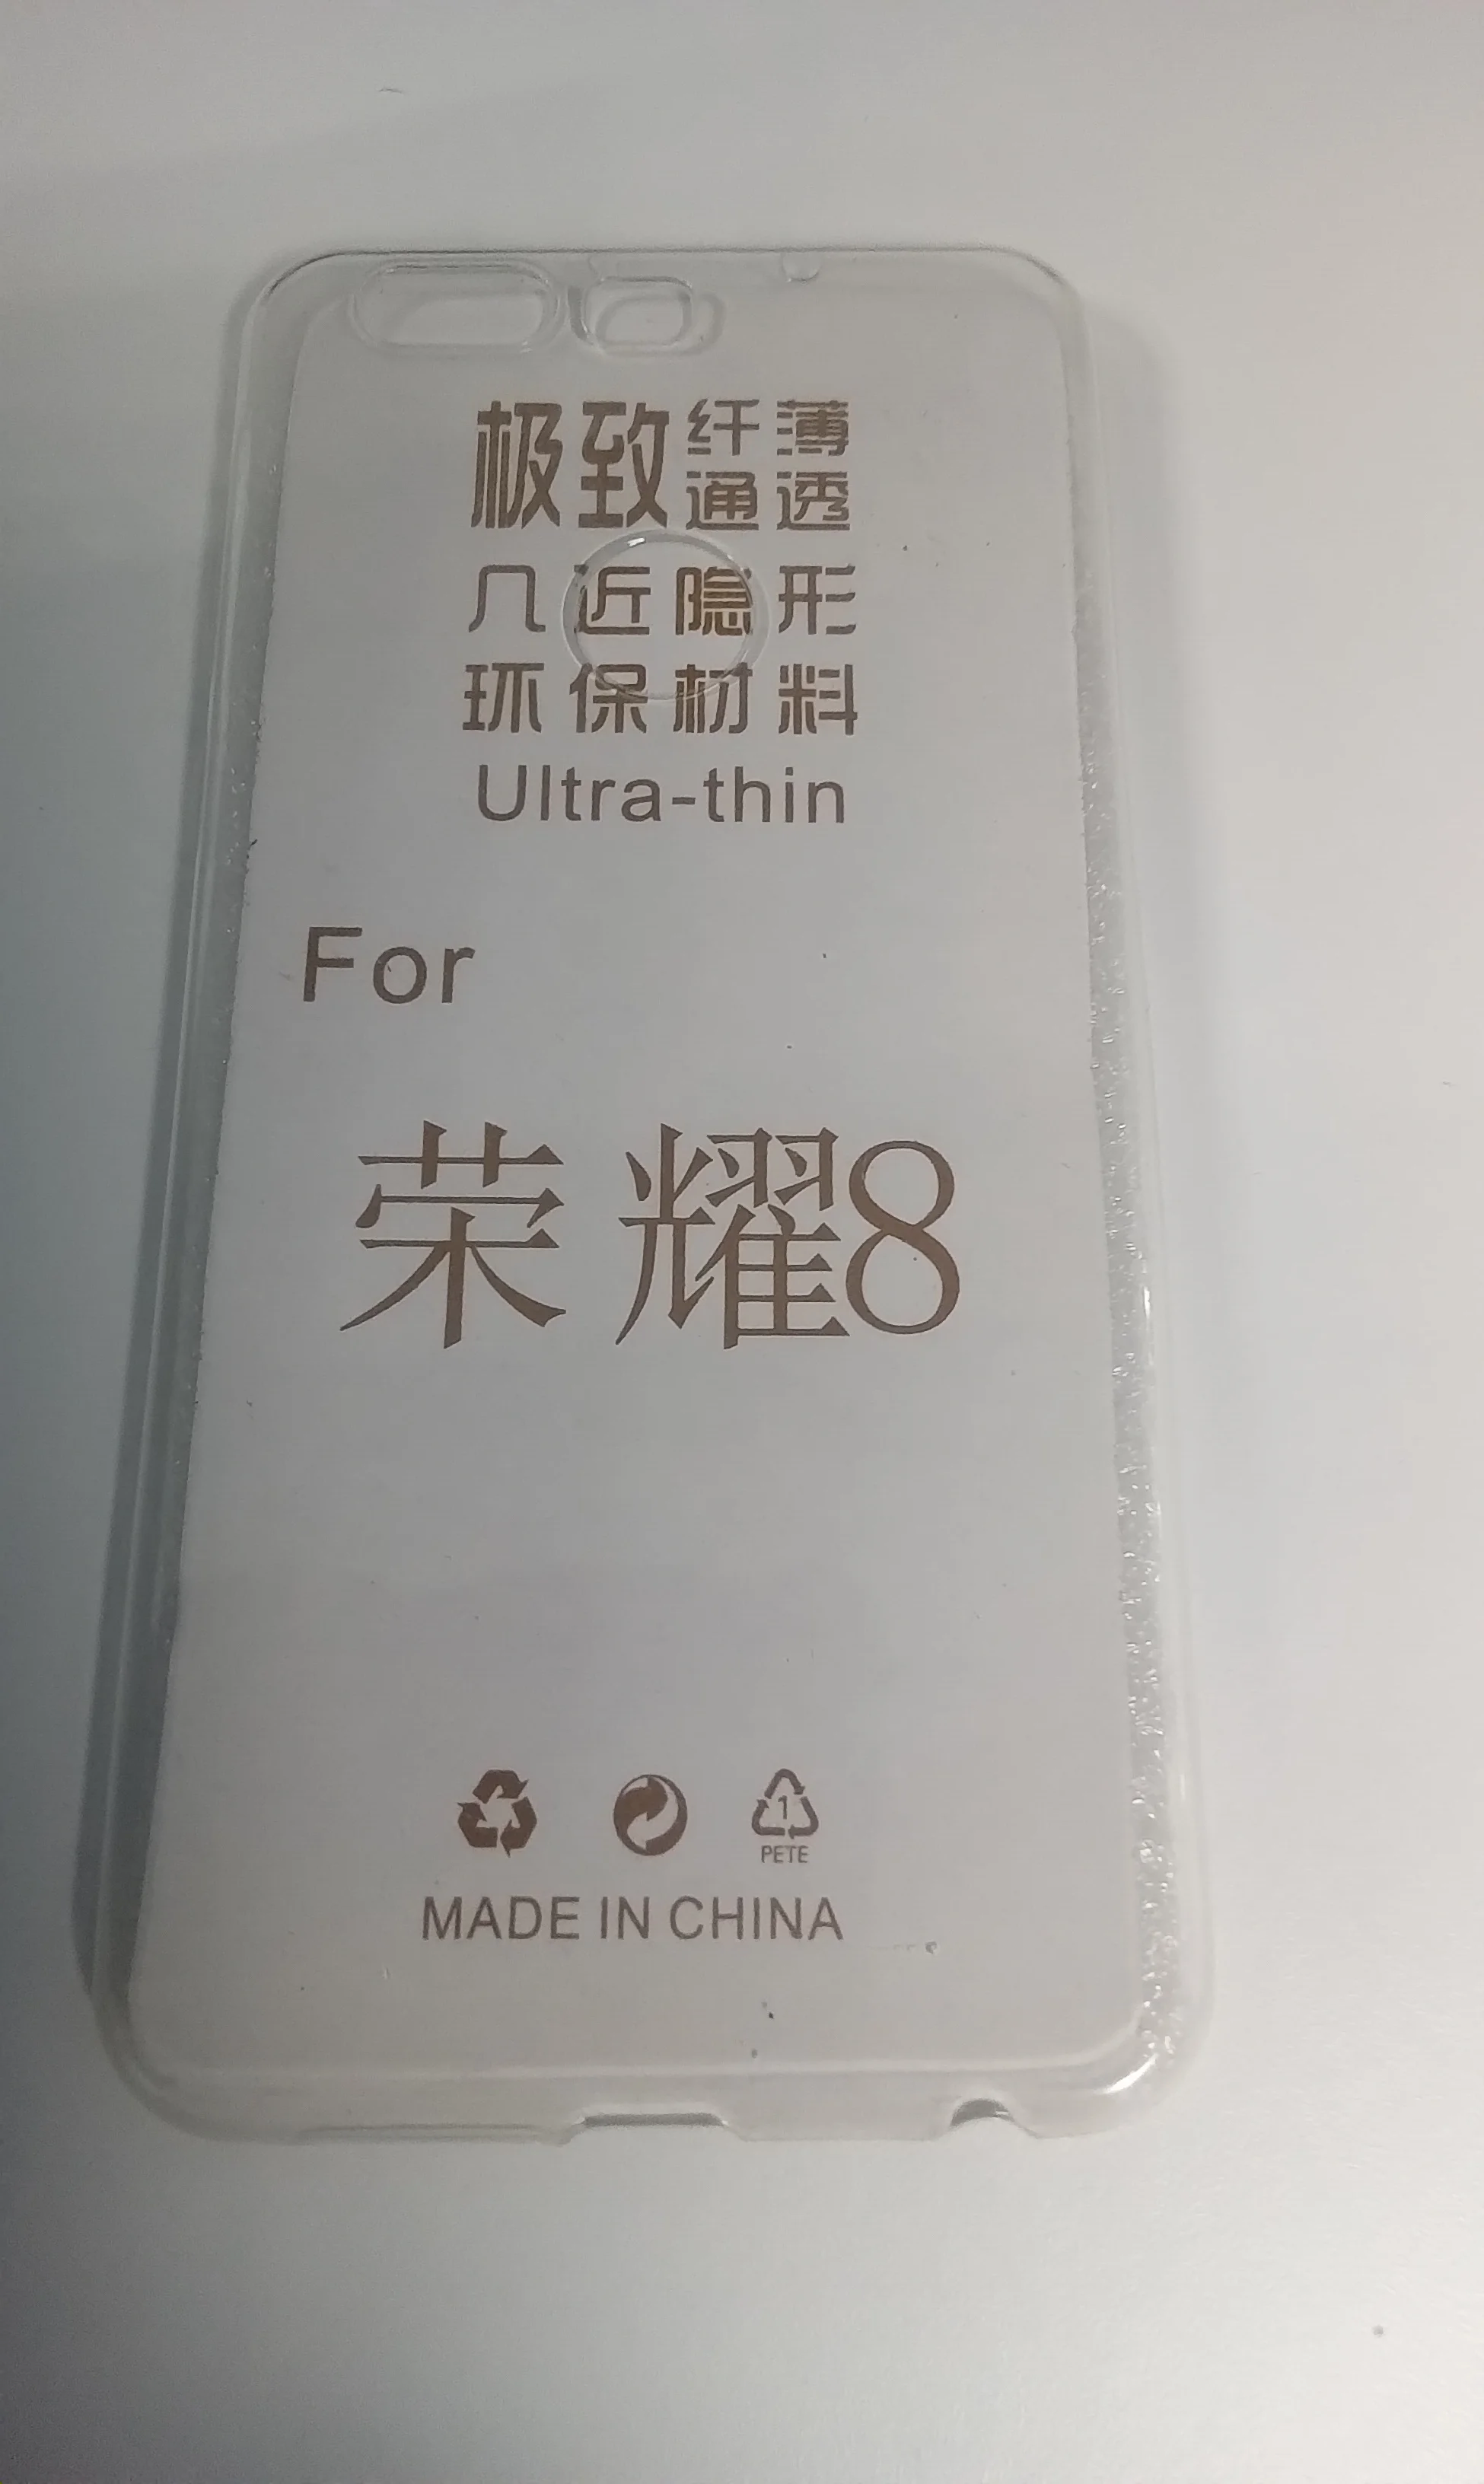 极致 纤薄
通透
几近隐形
环保材料
Ultra-thin
For
荣耀8
1
PETE
MADE IN CHINA